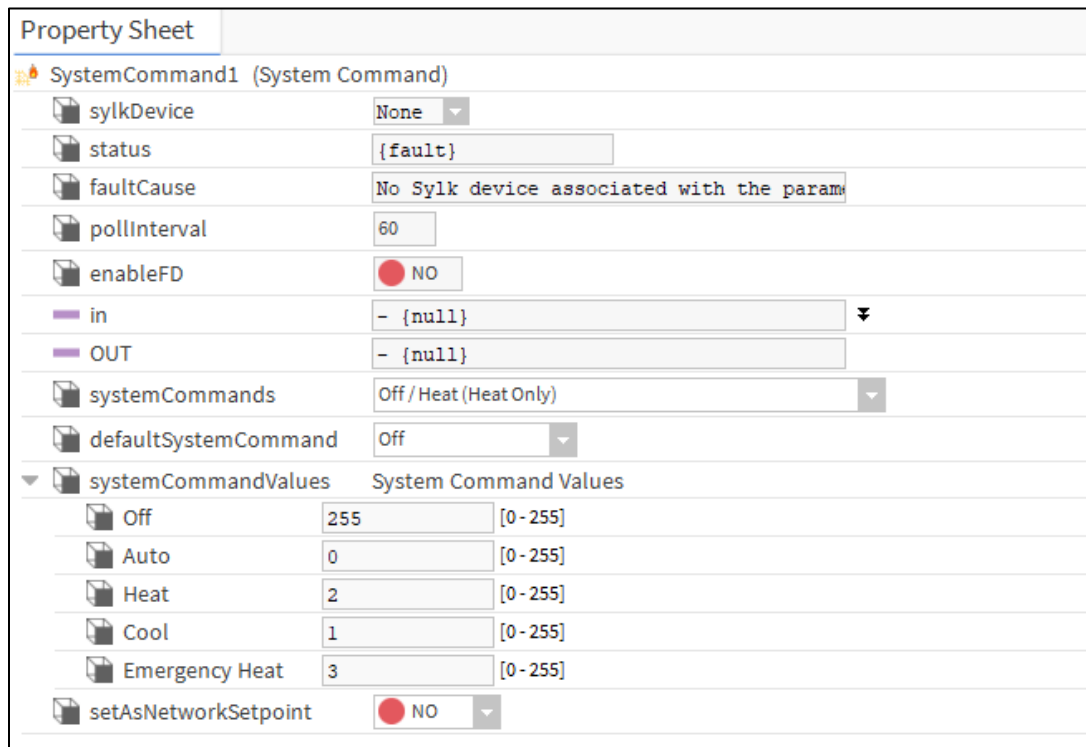 Property Sheet
SystemCommand1 (System Command)
sylkDevice None
status {fault}
faultCause No Sylk device associated with the
pollInterval 60
enableFD NO
in - {null}
OUT - {null}
systemCommands Off / Heat (Heat Only)
defaultSystemCommand Off
systemCommandValues System Command Values
Off 255 [0 - 255]
Auto 0 [0 - 255]
Heat 2 [0 - 255]
Cool 1 [0 - 255]
Emergency Heat 3 [0 - 255]
setAsNetworkSetpoint NO